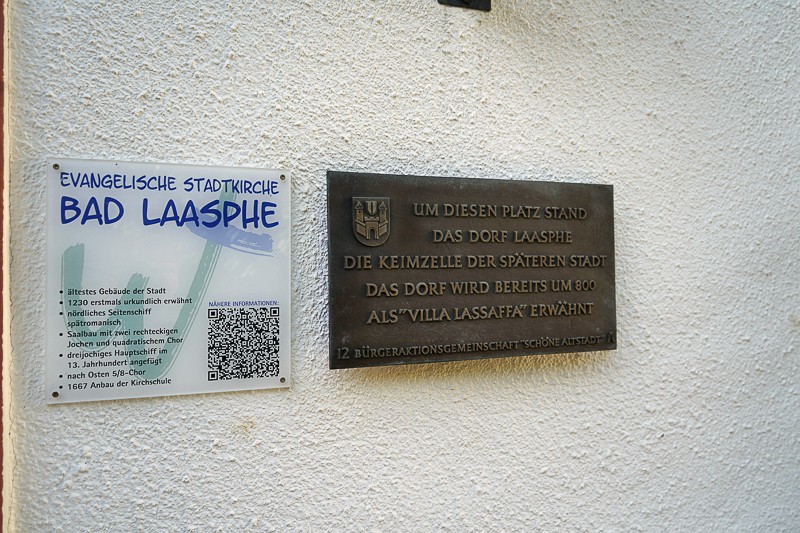 EVANGELISCHE STADTKIRCHE
BAD LAASPHE
• ältestes Gebäude der Stadt
• 1230 erstmals urkundlich erwähnt
• nördliches Seitenschiff
spätromanisch
• Saalbau mit zwei rechteckigen
Jochen und quadratischem Chor
• dreijochiges Hauptschiff im
13. Jahrhundert angefügt
• nach Osten 5/8-Chor
• 1667 Anbau der Kirchschule
NÄHERE INFORMATIONEN:
UM DIESEN PLATZ STAND
DAS DORF LAASPHE
DIE KEIMZELLE DER SPÄTEREN STADT
DAS DORF WIRD BEREITS UM 800
ALS "VILLA LASSAFFA" ERWÄHNT
12 BÜRGERAKTIONSGEMEINSCHAFT "SCHÖNE ALTSTADT"